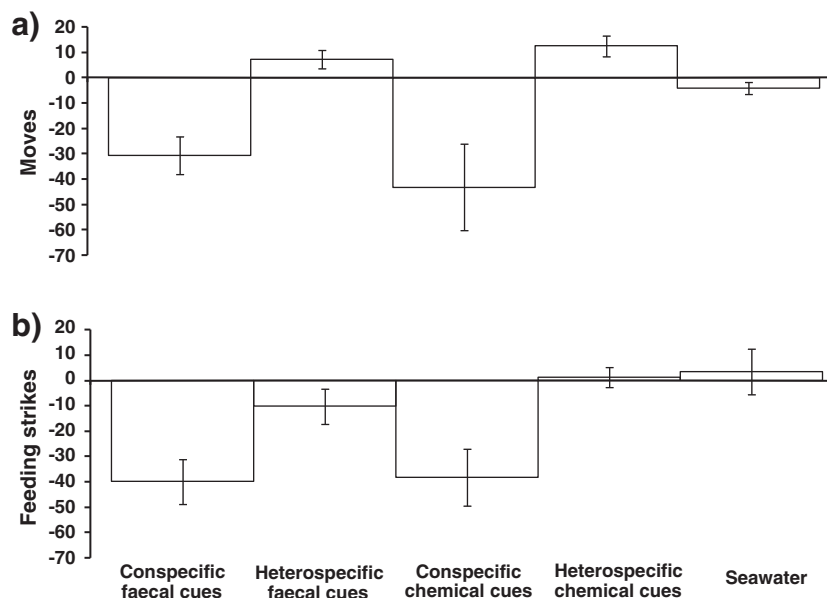 a)
Moves
20
10
0
-10
-20
-30
-40
-50
-60
-70
b)
Feeding strikes
20
10
0
-10
-20
-30
-40
-50
-60
-70
Conspecific
faecal cues
Heterospecific
faecal cues
Conspecific
chemical cues
Heterospecific
chemical cues
Seawater